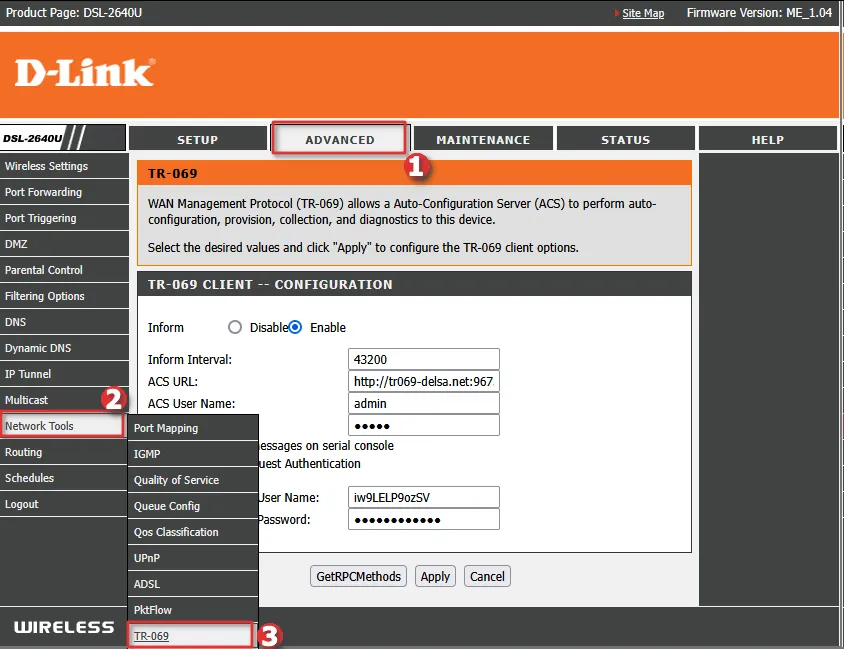 Product Page: DSL-2640U
Site Map
Firmware Version: ME_1.04
D-Link®
DSL-2640U
SETUP
ADVANCED
MAINTENANCE
STATUS
HELP
1
Wireless Settings
Port Forwarding
Port Triggering
DMZ
Parental Control
Filtering Options
DNS
Dynamic DNS
IP Tunnel
Multicast
2
Network Tools
Routing
Schedules
Logout
Port Mapping
IGMP
Quality of Service
Queue Config
Qos Classification
UPnP
ADSL
PktFlow
TR-069
3
TR-069
WAN Management Protocol (TR-069) allows a Auto-Configuration Server (ACS) to perform auto-
configuration, provision, collection, and diagnostics to this device.
Select the desired values and click "Apply" to configure the TR-069 client options.
TR-069 CLIENT -- CONFIGURATION
Inform Disable Enable
Inform Interval: 43200
ACS URL: http://tr069-delsa.net:967
ACS User Name: admin
●●●●●
essages on serial console
uest Authentication
User Name: iw9LELP9ozSV
Password: ●●●●●●●●●●●●
GetRPCMethods Apply Cancel
WIRELESS